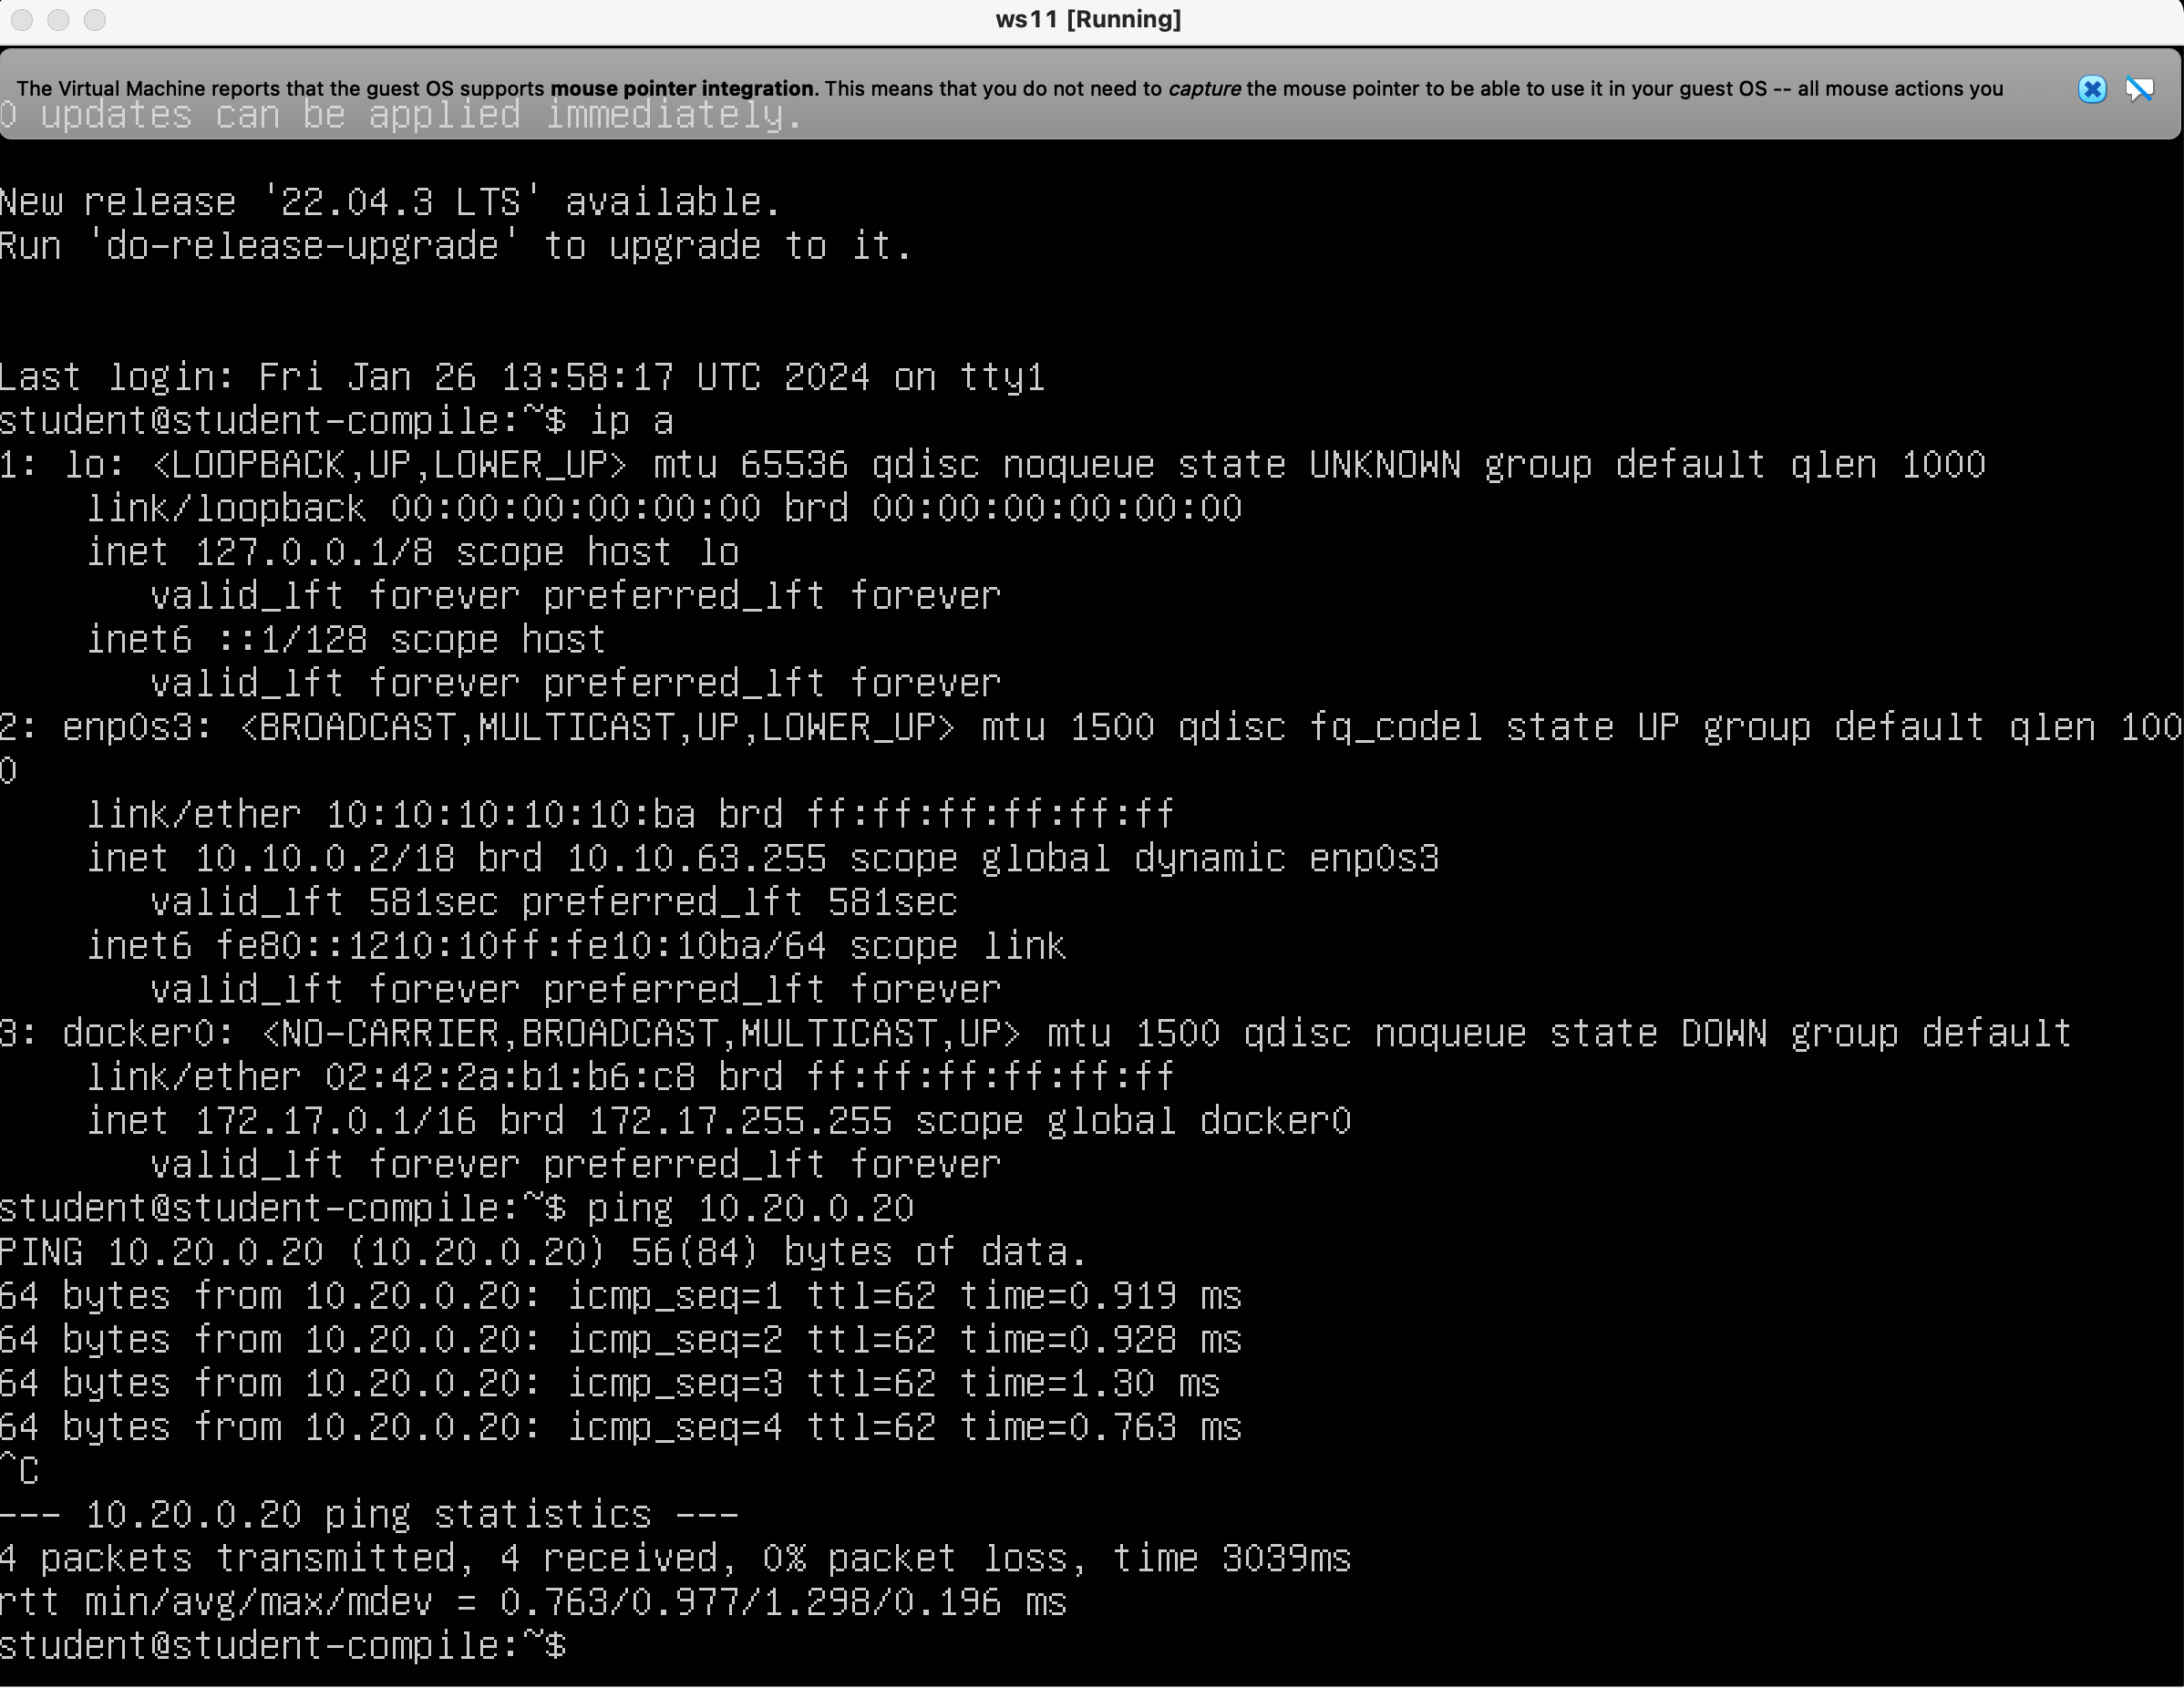 ws11 [Running]
The Virtual Machine reports that the guest OS supports mouse pointer integration. This means that you do not need to capture the mouse pointer to be able to use it in your guest OS -- all mouse actions you
0 updates can be applied immediately.
New release '22.04.3 LTS' available.
Run 'do-release-upgrade' to upgrade to it.
Last login: Fri Jan 26 13:58:17 UTC 2024 on tty1
student@student-compile:~$ ip a
1: lo: <LOOPBACK,UP,LOWER_UP> mtu 65536 qdisc noqueue state UNKNOWN group default qlen 1000
link/loopback 00:00:00:00:00:00 brd 00:00:00:00:00:00
inet 127.0.0.1/8 scope host lo
valid_lft forever preferred_lft forever
inet6 ::1/128 scope host
valid_lft forever preferred_lft forever
2: enp0s3: <BROADCAST,MULTICAST,UP,LOWER_UP> mtu 1500 qdisc fq_codel state UP group default qlen 100
0
link/ether 10:10:10:10:10:ba brd ff:ff:ff:ff:ff:ff
inet 10.10.0.2/18 brd 10.10.63.255 scope global dynamic enp0s3
valid_lft 581sec preferred_lft 581sec
inet6 fe80::1210:10ff:fe10:10ba/64 scope link
valid_lft forever preferred_lft forever
3: docker0: <NO-CARRIER,BROADCAST,MULTICAST,UP> mtu 1500 qdisc noqueue state DOWN group default
link/ether 02:42:2a:b1:b6:c8 brd ff:ff:ff:ff:ff:ff
inet 172.17.0.1/16 brd 172.17.255.255 scope global docker0
valid_lft forever preferred_lft forever
student@student-compile:~$ ping 10.20.0.20
PING 10.20.0.20 (10.20.0.20) 56(84) bytes of data.
64 bytes from 10.20.0.20: icmp_seq=1 ttl=62 time=0.919 ms
64 bytes from 10.20.0.20: icmp_seq=2 ttl=62 time=0.928 ms
64 bytes from 10.20.0.20: icmp_seq=3 ttl=62 time=1.30 ms
64 bytes from 10.20.0.20: icmp_seq=4 ttl=62 time=0.763 ms
^C
--- 10.20.0.20 ping statistics ---
4 packets transmitted, 4 received, 0% packet loss, time 3039ms
rtt min/avg/max/mdev = 0.763/0.977/1.298/0.196 ms
student@student-compile:~$